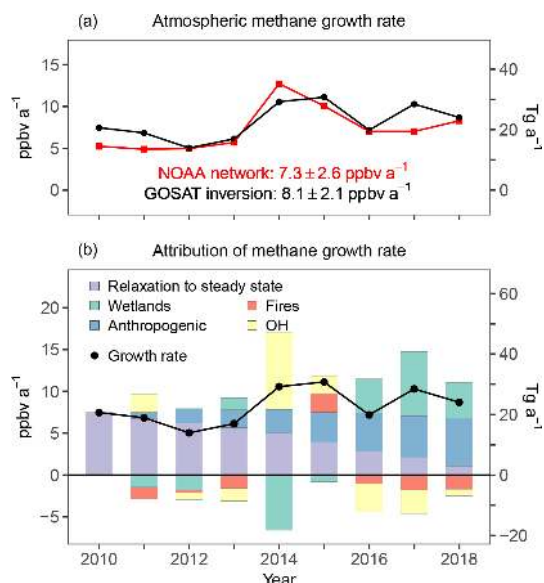 (a) Atmospheric methane growth rate
15
10
5
0
ppbv a⁻¹
40
20
0
Tg a⁻¹
NOAA network: 7.3 ± 2.6 ppbv a⁻¹
GOSAT inversion: 8.1 ± 2.1 ppbv a⁻¹
(b) Attribution of methane growth rate
Relaxation to steady state
Wetlands Fires
Anthropogenic OH
Growth rate
20
15
10
5
0
−5
ppbv a⁻¹
60
40
20
0
−20
Tg a⁻¹
2010 2012 2014 2016 2018
Year